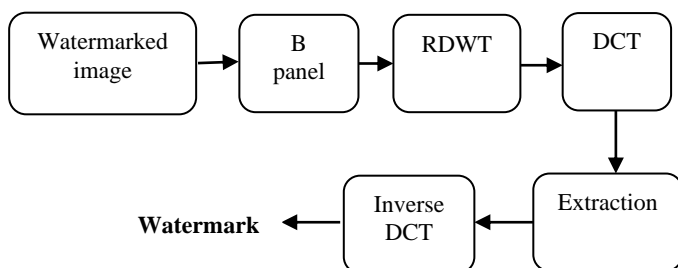 Watermarked
image
B
panel
RDWT
DCT
Extraction
Inverse
DCT
Watermark